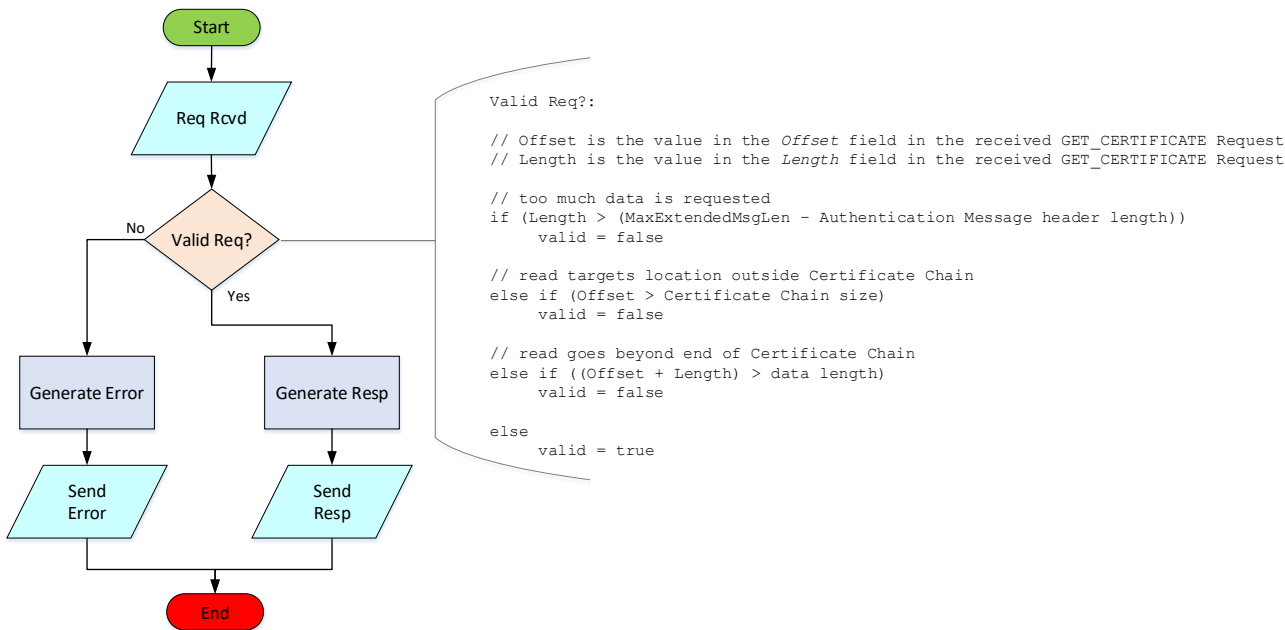 Start
Req Rcvd
Valid Req?
No
Yes
Generate Error
Generate Resp
Send
Error
Send
Resp
End
Valid Req?:
// Offset is the value in the Offset field in the received GET_CERTIFICATE Request
// Length is the value in the Length field in the received GET_CERTIFICATE Request
// too much data is requested
if (Length > (MaxExtendedMsgLen – Authentication Message header length))
valid = false
// read targets location outside Certificate Chain
else if (Offset > Certificate Chain size)
valid = false
// read goes beyond end of Certificate Chain
else if ((Offset + Length) > data length)
valid = false
else
valid = true